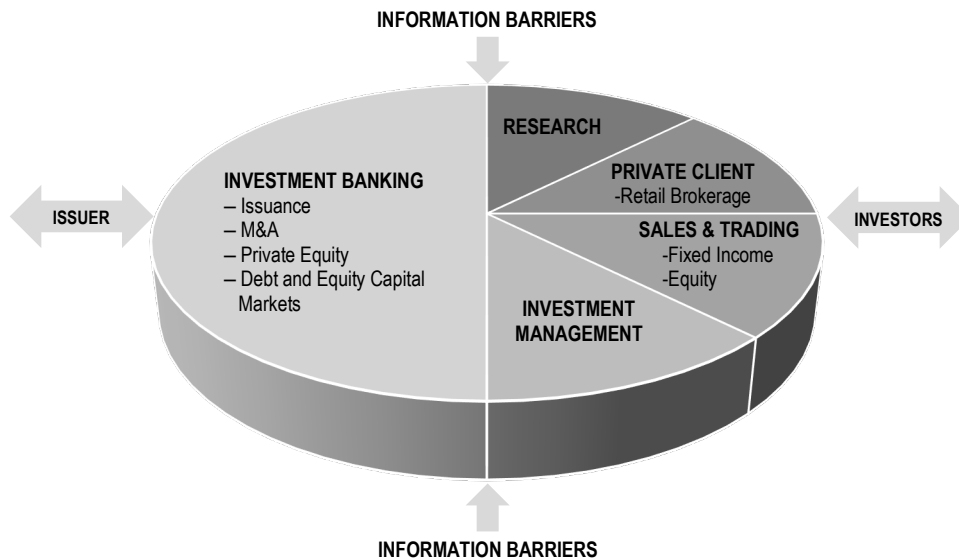 INFORMATION BARRIERS
RESEARCH
PRIVATE CLIENT
-Retail Brokerage
INVESTMENT BANKING
– Issuance
– M&A
– Private Equity
– Debt and Equity Capital
Markets
ISSUER
INVESTORS
SALES & TRADING
-Fixed Income
-Equity
INVESTMENT
MANAGEMENT
INFORMATION BARRIERS